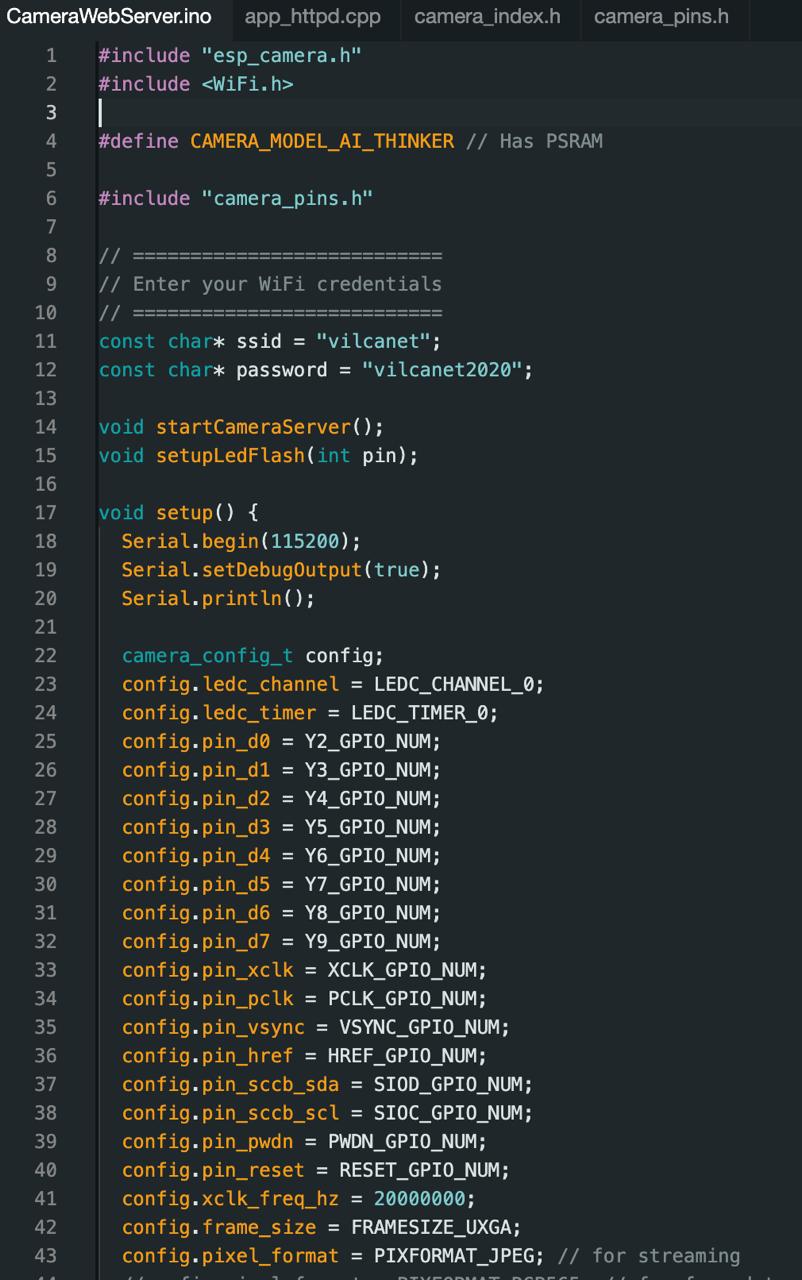 CameraWebServer.ino app_httpd.cpp camera_index.h camera_pins.h
1 #include "esp_camera.h"
2 #include <WiFi.h>
3
4 #define CAMERA_MODEL_AI_THINKER // Has PSRAM
5
6 #include "camera_pins.h"
7
8 // ===========================
9 // Enter your WiFi credentials
10 // ===========================
11 const char* ssid = "vilcanet";
12 const char* password = "vilcanet2020";
13
14 void startCameraServer();
15 void setupLedFlash(int pin);
16
17 void setup() {
18 Serial.begin(115200);
19 Serial.setDebugOutput(true);
20 Serial.println();
21
22 camera_config_t config;
23 config.ledc_channel = LEDC_CHANNEL_0;
24 config.ledc_timer = LEDC_TIMER_0;
25 config.pin_d0 = Y2_GPIO_NUM;
26 config.pin_d1 = Y3_GPIO_NUM;
27 config.pin_d2 = Y4_GPIO_NUM;
28 config.pin_d3 = Y5_GPIO_NUM;
29 config.pin_d4 = Y6_GPIO_NUM;
30 config.pin_d5 = Y7_GPIO_NUM;
31 config.pin_d6 = Y8_GPIO_NUM;
32 config.pin_d7 = Y9_GPIO_NUM;
33 config.pin_xclk = XCLK_GPIO_NUM;
34 config.pin_pclk = PCLK_GPIO_NUM;
35 config.pin_vsync = VSYNC_GPIO_NUM;
36 config.pin_href = HREF_GPIO_NUM;
37 config.pin_sccb_sda = SIOD_GPIO_NUM;
38 config.pin_sccb_scl = SIOC_GPIO_NUM;
39 config.pin_pwdn = PWDN_GPIO_NUM;
40 config.pin_reset = RESET_GPIO_NUM;
41 config.xclk_freq_hz = 20000000;
42 config.frame_size = FRAMESIZE_UXGA;
43 config.pixel_format = PIXFORMAT_JPEG; // for streaming